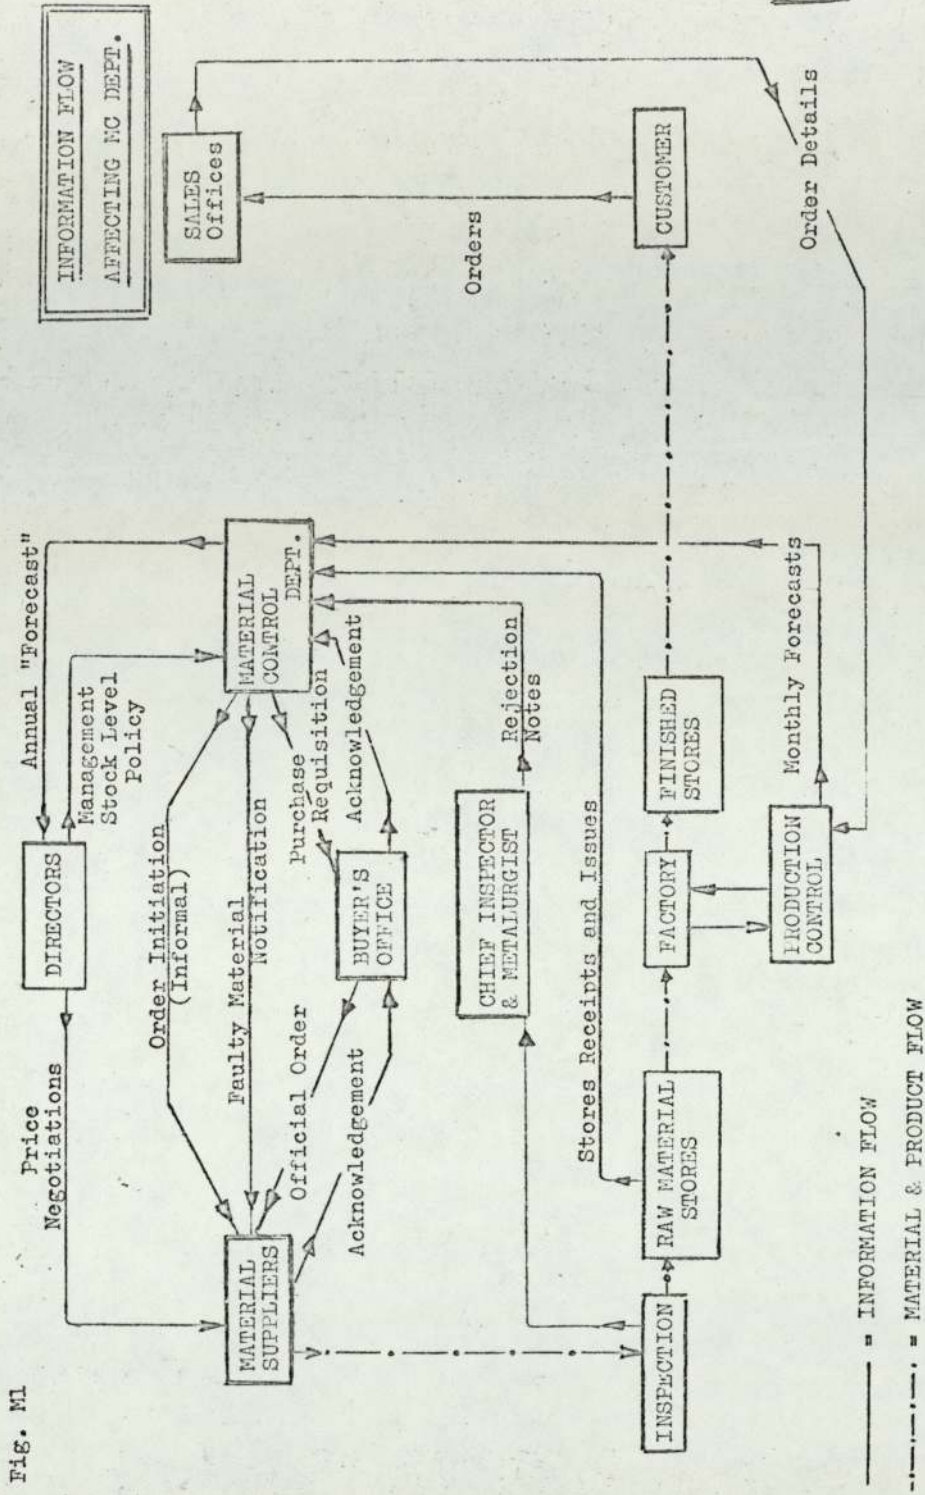 Fig. M1
INFORMATION FLOW
AFFECTING MC DEPT.
Price
Negotiations
DIRECTORS
Annual "Forecast"
Management
Stock Level
Policy
SALES
Offices
Order Initiation
(Informal)
MATERIAL
SUPPLIERS
Faulty Material
Notification
MATERIAL
CONTROL
DEPT.
Official Order
Purchase
Requisition
Acknowledgement
BUYER'S
OFFICE
Acknowledgement
Orders
CHIEF INSPECTOR
& METALURGIST
Rejection
Notes
Stores Receipts and Issues
INSPECTION
RAW MATERIAL
STORES
FACTORY
FINISHED
STORES
CUSTOMER
PRODUCTION
CONTROL
Monthly Forecasts
Order Details
= INFORMATION FLOW
= MATERIAL & PRODUCT FLOW